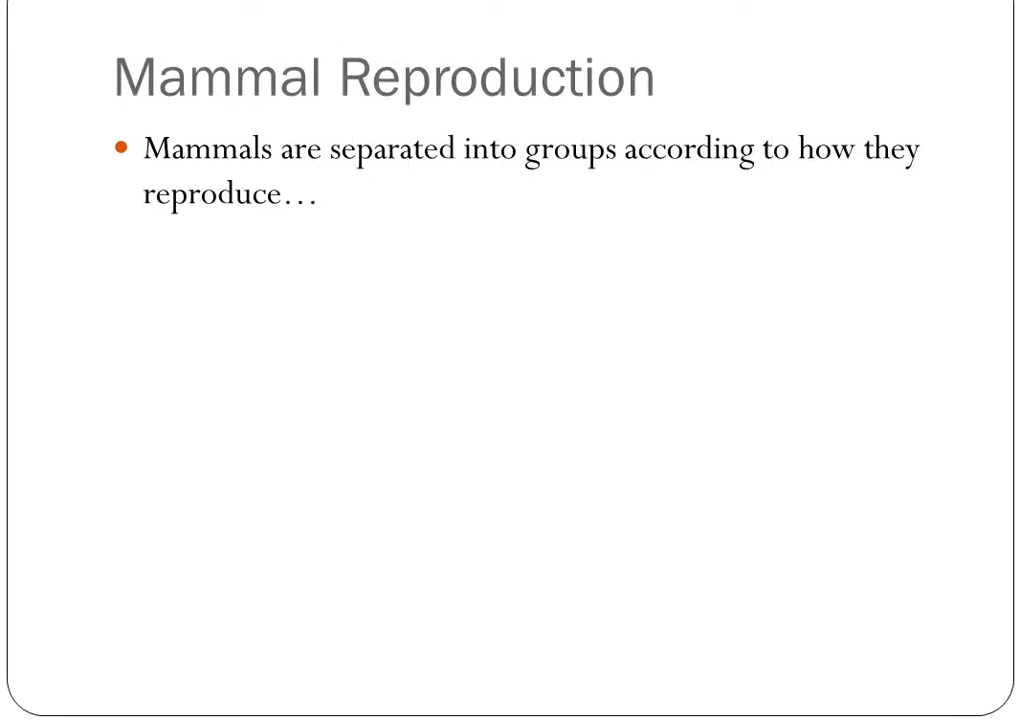 Mammal Reproduction
• Mammals are separated into groups according to how they
reproduce…